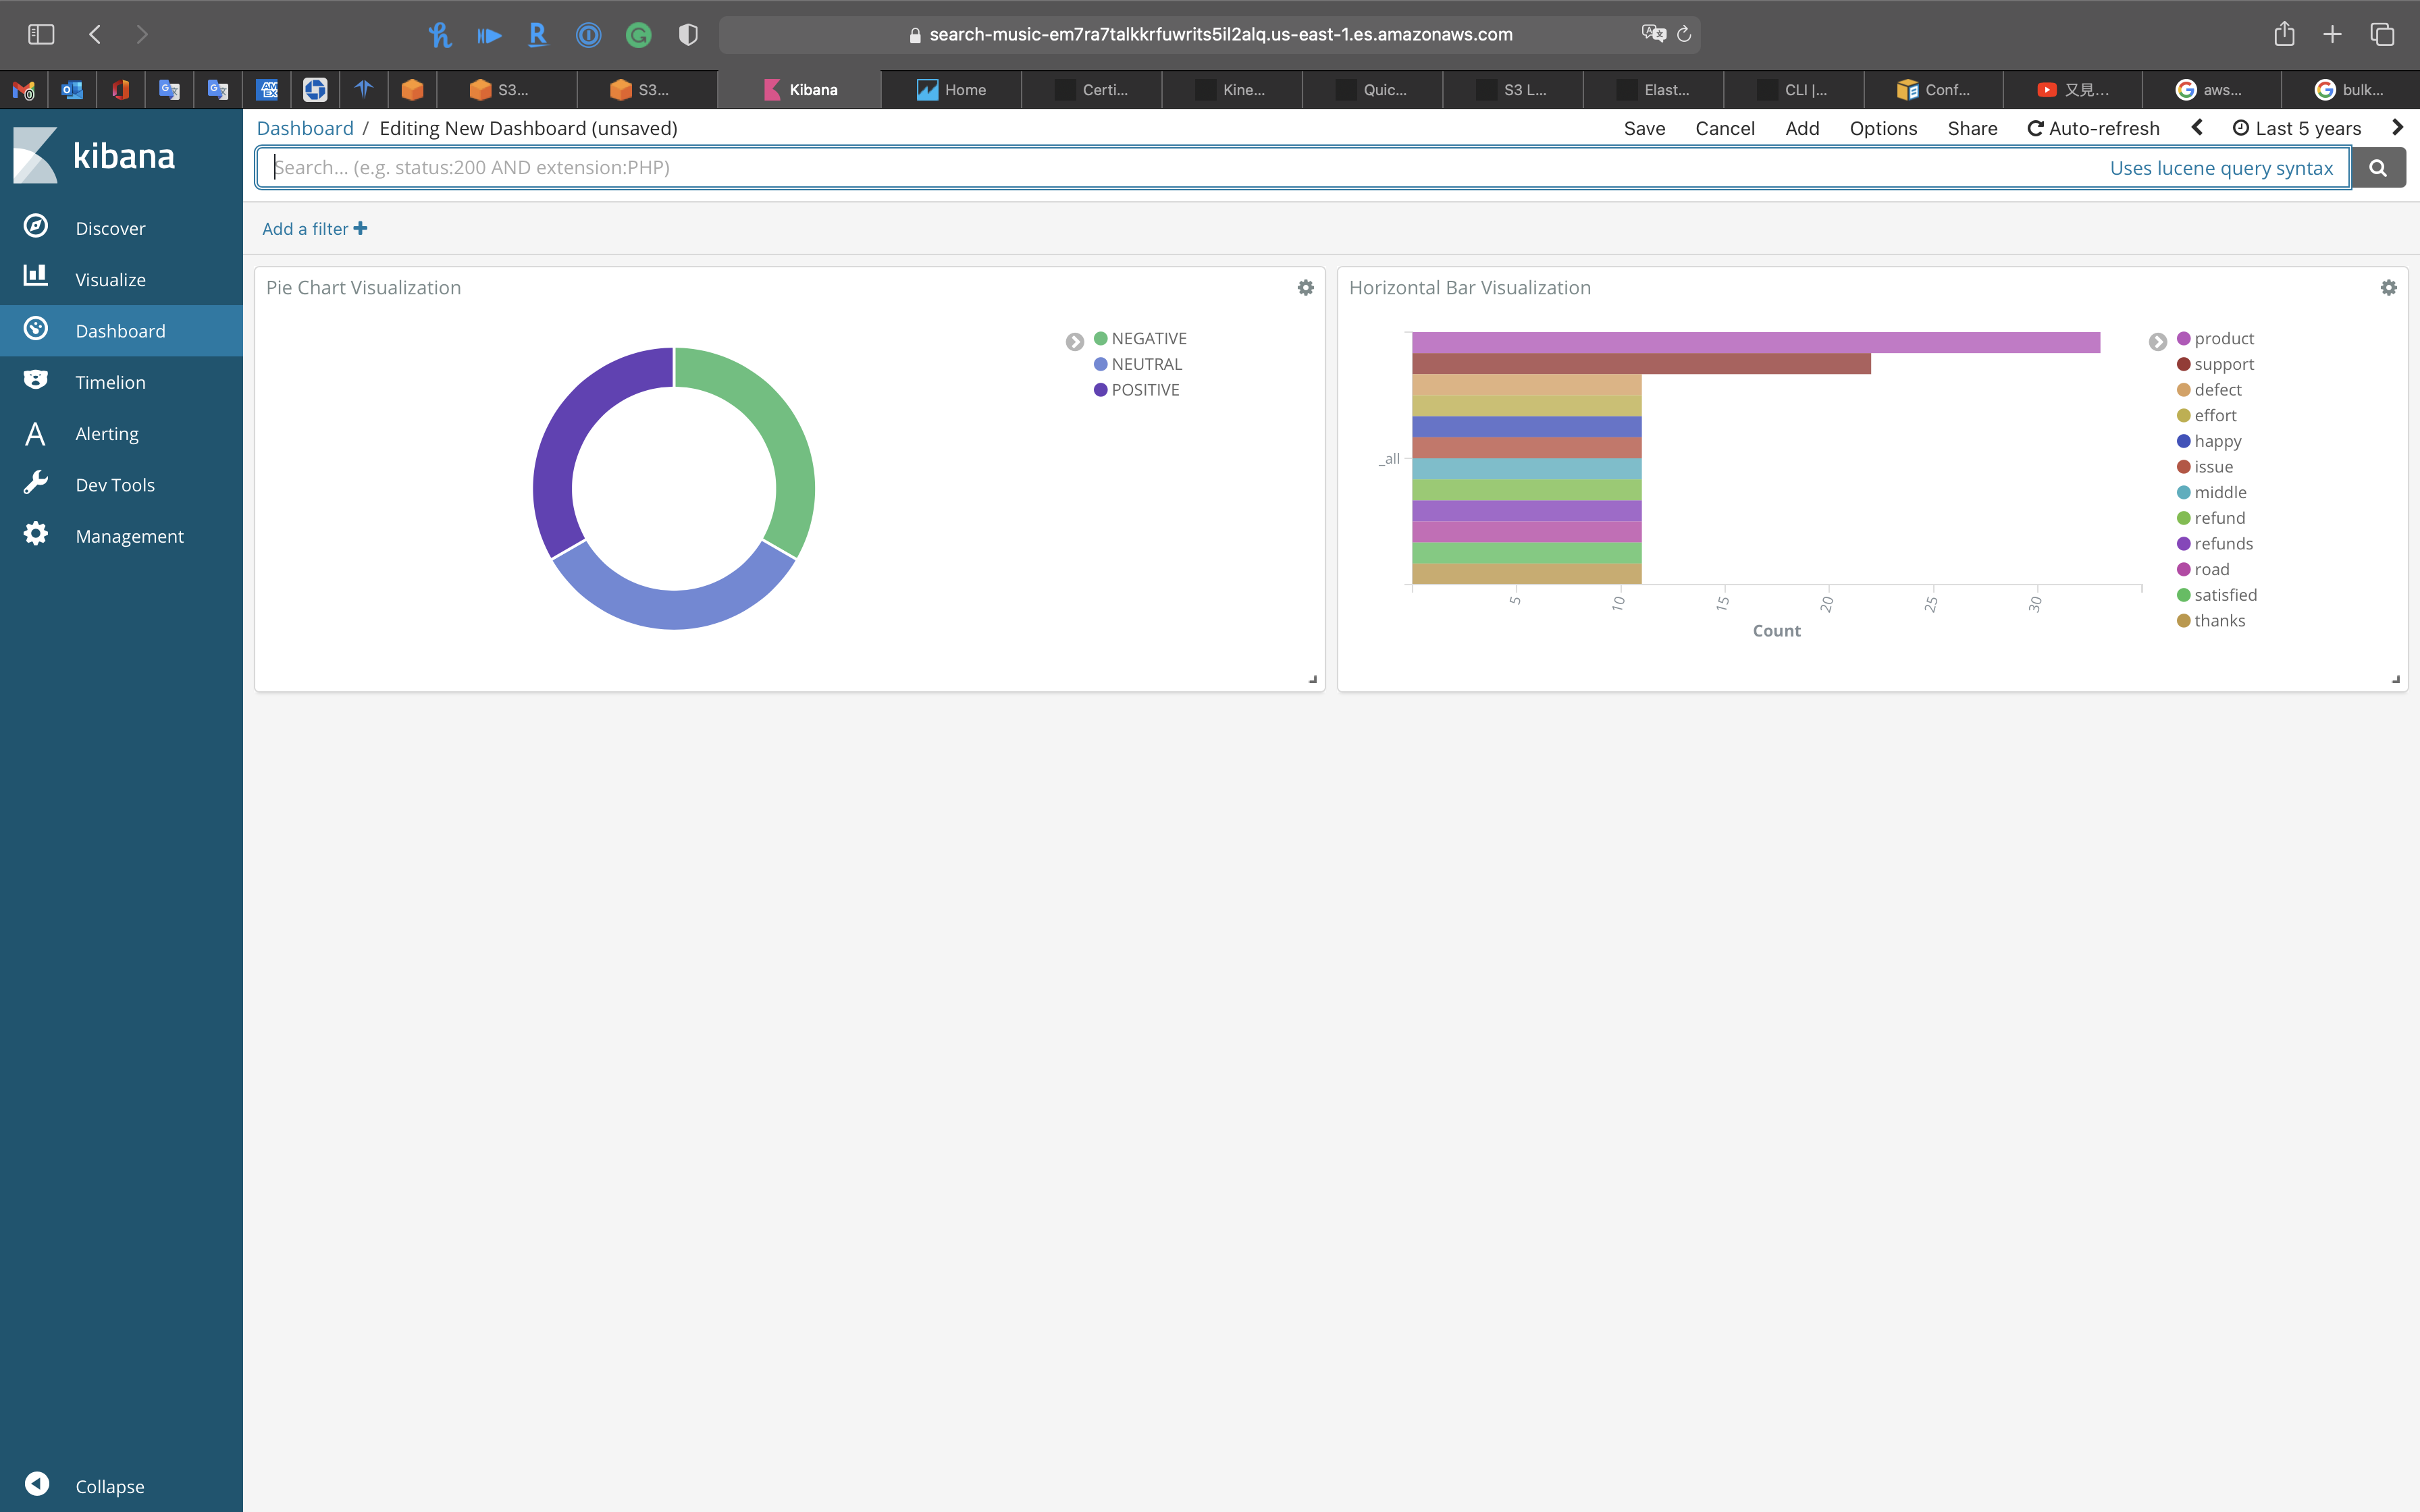 search-music-em7ra7talkkrfuwrits5il2alq.us-east-1.es.amazonaws.com
S3... S3... Kibana Home Certi... Kine... Quic... S3 L... Elast... CLI |... Conf... 又見... aws... bulk...
kibana
Discover
Visualize
Dashboard
Timelion
Alerting
Dev Tools
Management
Collapse
Dashboard / Editing New Dashboard (unsaved)
Save Cancel Add Options Share Auto-refresh Last 5 years
Search... (e.g. status:200 AND extension:PHP) Uses lucene query syntax
Add a filter
Pie Chart Visualization
NEGATIVE
NEUTRAL
POSITIVE
Horizontal Bar Visualization
_all
5 10 15 20 25 30
Count
product
support
defect
effort
happy
issue
middle
refund
refunds
road
satisfied
thanks